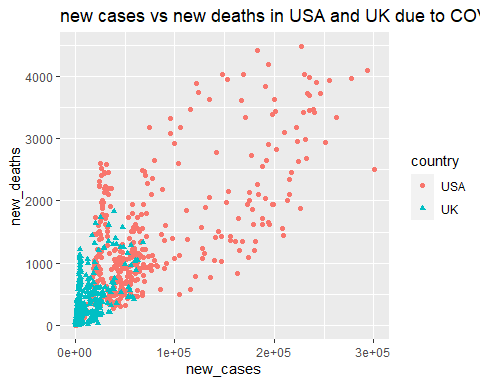 new cases vs new deaths in USA and UK due to COV
new_deaths
4000
3000
2000
1000
0
0e+00
1e+05
2e+05
3e+05
new_cases
country
USA
UK